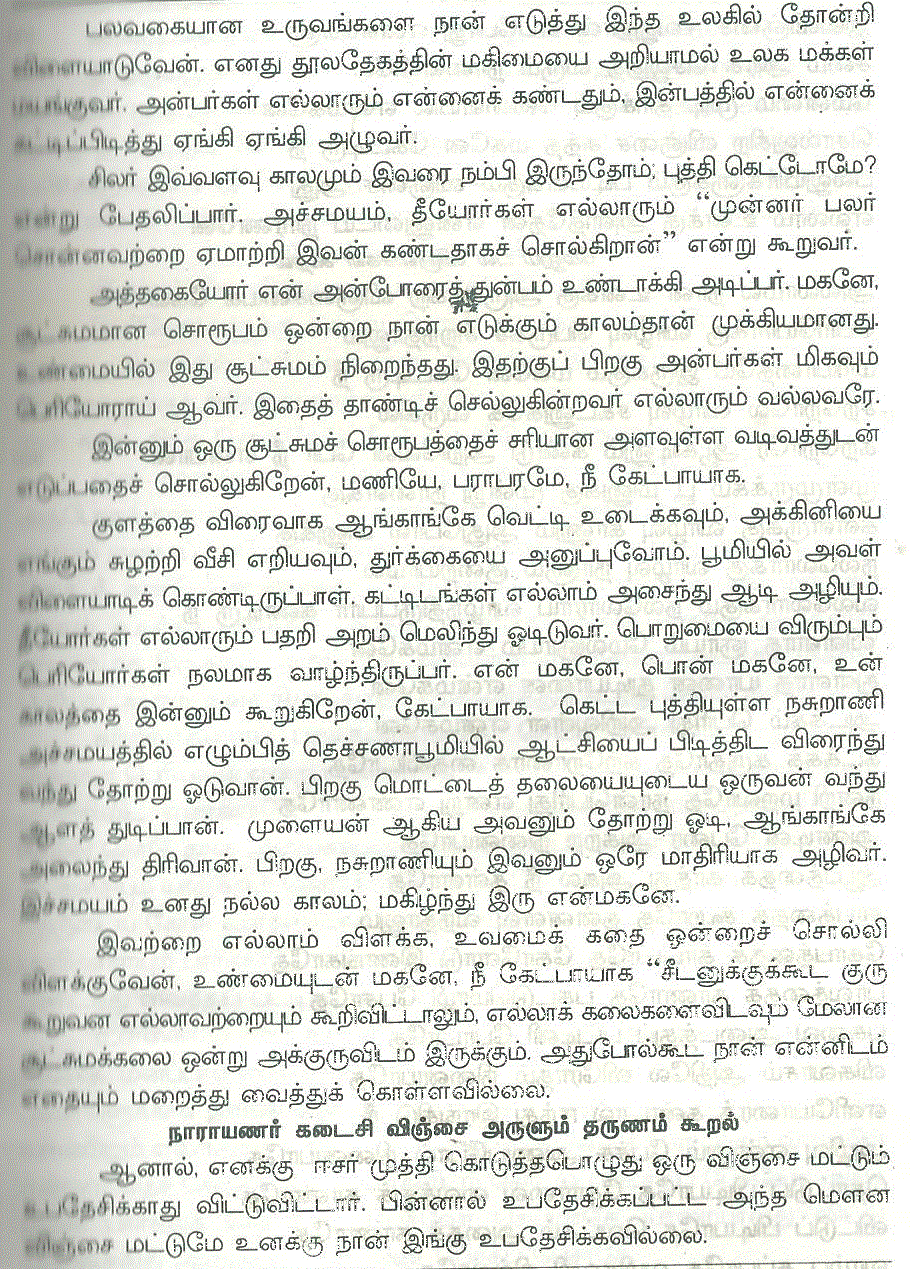 பலவகையான உருவங்களை நான் எடுத்து இந்த உலகில் தோன்றி
விளையாடுவேன். எனது தூலதேகத்தின் மகிமையை அறியாமல் உலக மக்கள்
மயங்குவர். அன்பர்கள் எல்லாரும் என்னைக் கண்டதும், இன்பத்தில் என்னைக்
கட்டிப்பிடித்து ஏங்கி ஏங்கி அழுவர்.
சிலர் இவ்வளவு காலமும் இவரை நம்பி இருந்தோம்; புத்தி கெட்டோமே?
என்று பேதலிப்பார். அச்சமயம், தீயோர்கள் எல்லாரும் “முன்னர் பலர்
சொன்னவற்றை ஏமாற்றி இவன் கண்டதாகச் சொல்கிறான்” என்று கூறுவர்.
அத்தகையோர் என் அன்போரைத் துன்பம் உண்டாக்கி அடிப்பர். மகனே,
சூட்சுமமான சொரூபம் ஒன்றை நான் எடுக்கும் காலம்தான் முக்கியமானது.
உண்மையில் இது சூட்சுமம் நிறைந்தது. இதற்குப் பிறகு அன்பர்கள் மிகவும்
பெரியோராய் ஆவர். இதைத் தாண்டிச் செல்லுகின்றவர் எல்லாரும் வல்லவரே.
இன்னும் ஒரு சூட்சுமச் சொரூபத்தைச் சரியான அளவுள்ள வடிவத்துடன்
எடுப்பதைச் சொல்லுகிறேன், மணியே, பராபரமே, நீ கேட்பாயாக.
குளத்தை விரைவாக ஆங்காங்கே வெட்டி உடைக்கவும், அக்கினியை
எங்கும் சுழற்றி வீசி எறியவும், துர்க்கையை அனுப்புவோம். பூமியில் அவள்
விளையாடிக் கொண்டிருப்பாள், கட்டிடங்கள் எல்லாம் அசைந்து ஆடி அழியும்.
தீயோர்கள் எல்லாரும் பதறி அறம் மெலிந்து ஓடிடுவர். பொறுமையை விரும்பும்
பெரியோர்கள் நலமாக வாழ்ந்திருப்பர். என் மகனே, பொன் மகனே, உன்
காலத்தை இன்னும் கூறுகிறேன், கேட்பாயாக. கெட்ட புத்தியுள்ள நசுறாணி
அச்சமயத்தில் எழும்பித் தெச்சணாபூமியில் ஆட்சியைப் பிடித்திட விரைந்து
வந்து தோற்று ஓடுவான். பிறகு மொட்டைத் தலையையுடைய ஒருவன் வந்து
ஆளத் துடிப்பான். முளையன் ஆகிய அவனும் தோற்று ஓடி, ஆங்காங்கே
அலைந்து திரிவான். பிறகு, நசுறாணியும் இவனும் ஒரே மாதிரியாக அழிவர்.
இச்சமயம் உனது நல்ல காலம்; மகிழ்ந்து இரு என்மகனே.
இவற்றை எல்லாம் விளக்க, உவமைக் கதை ஒன்றைச் சொல்லி
விளக்குவேன், உண்மையுடன் மகனே, நீ கேட்பாயாக “சீடனுக்குக்கூட குரு
கூறுவன எல்லாவற்றையும் கூறிவிட்டாலும், எல்லாக் கலைகளைவிடவும் மேலான
சூட்சுமக்கலை ஒன்று அக்குருவிடம் இருக்கும். அதுபோல்கூட நான் என்னிடம்
எதையும் மறைத்து வைத்துக் கொள்ளவில்லை.
நாராயணர் கடைசி விஞ்சை அருளும் தருணம் கூறல்
ஆனால், எனக்கு ஈசர் முத்தி கொடுத்தபொழுது ஒரு விஞ்சை மட்டும்
உபதேசிக்காது விட்டுவிட்டார். பின்னால் உபதேசிக்கப்பட்ட அந்த மௌன
விஞ்சை மட்டுமே உனக்கு நான் இங்கு உபதேசிக்கவில்லை.